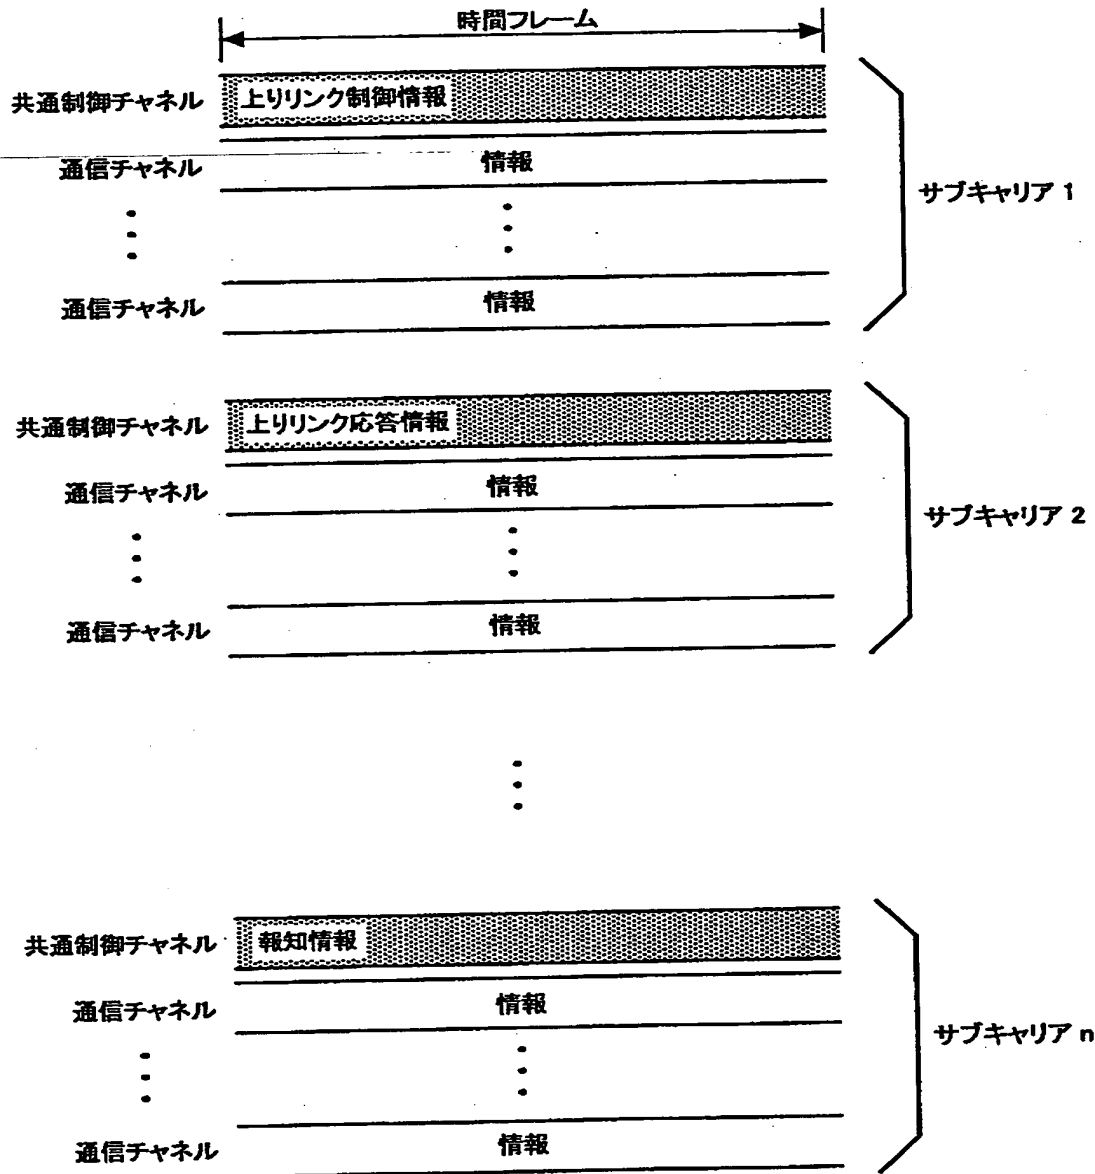 時間フレーム
共通制御チャネル
上りリンク制御情報
通信チャネル
情報
サブキャリア 1
通信チャネル
情報
共通制御チャネル
上りリンク応答情報
通信チャネル
情報
サブキャリア 2
通信チャネル
情報
共通制御チャネル
報知情報
通信チャネル
情報
サブキャリア n
通信チャネル
情報